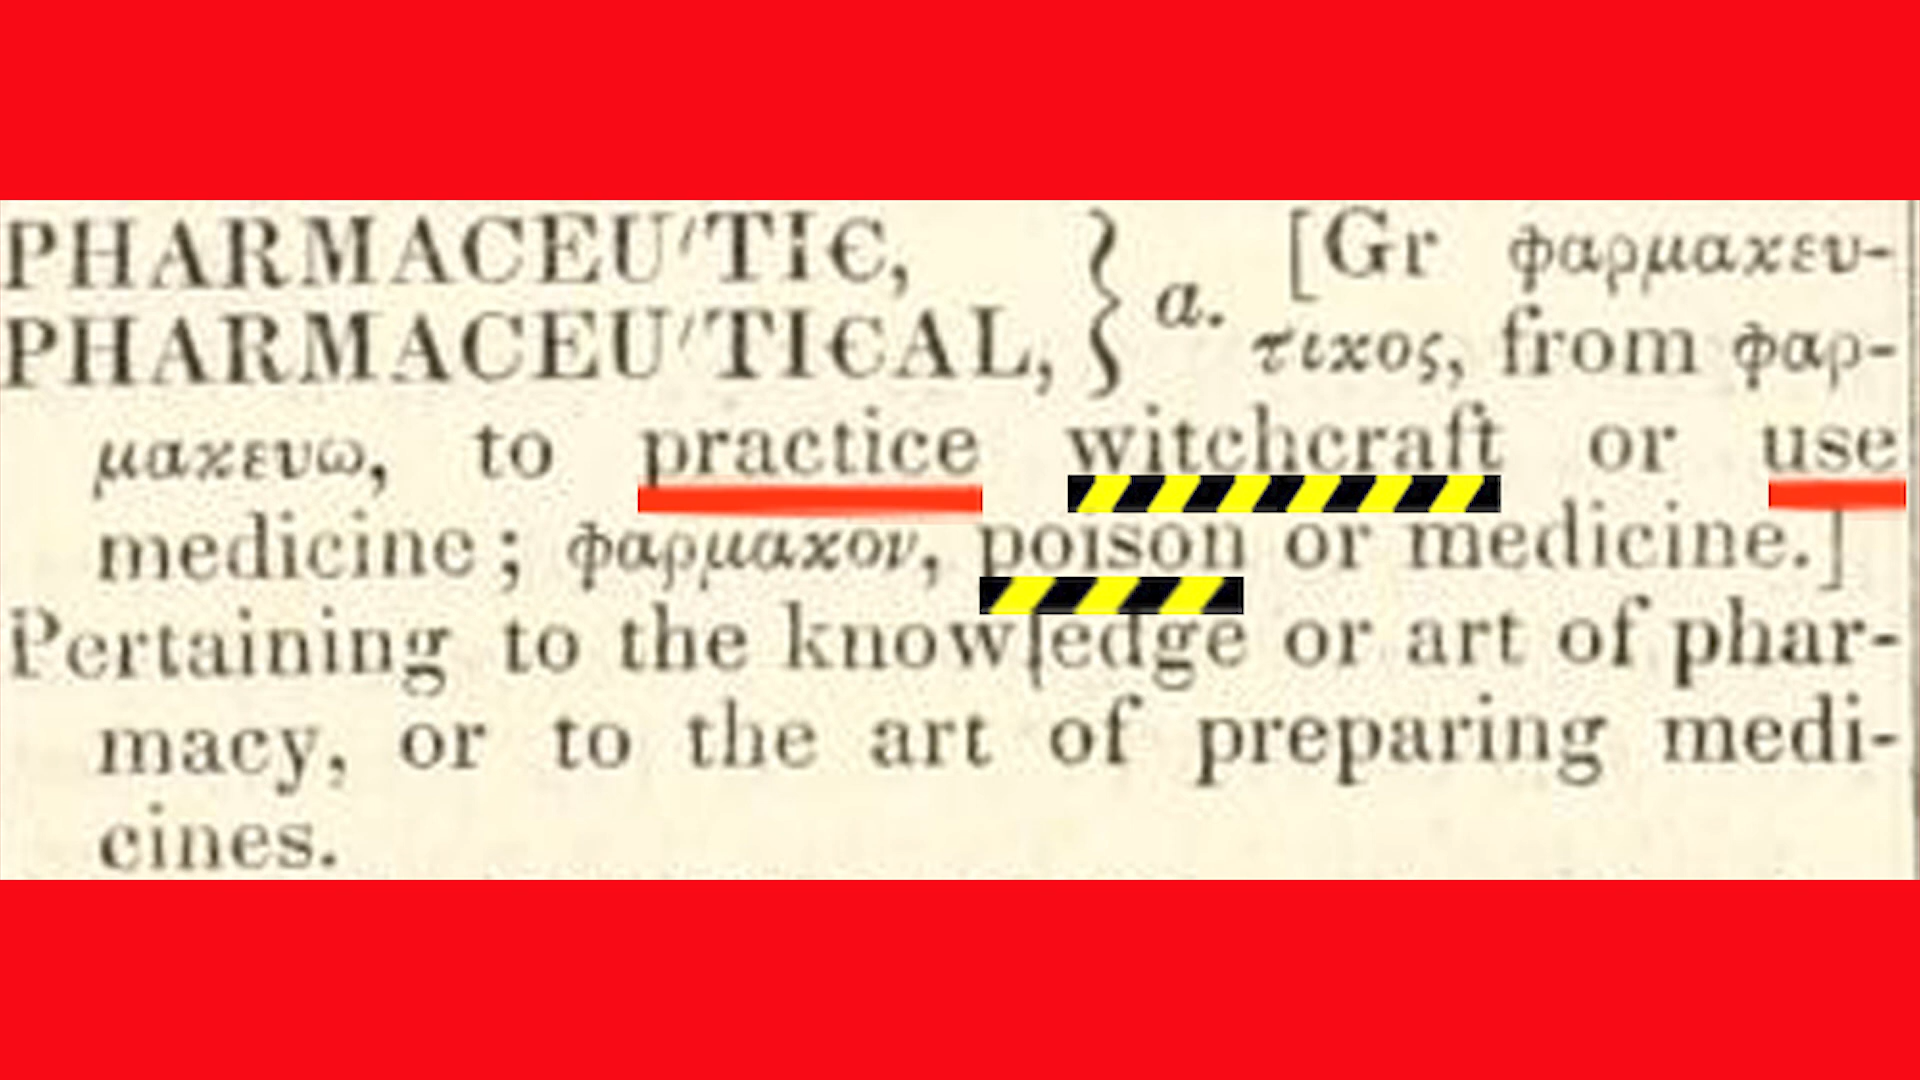 PHARMACEU′TIC,
PHARMACEU′TICAL, } a. [Gr φαρμακευ-
τικος, from φαρ-
μακευω, to practice witchcraft or use
medicine; φαρμακον, poison or medicine.]
Pertaining to the knowledge or art of phar-
macy, or to the art of preparing medi-
cines.